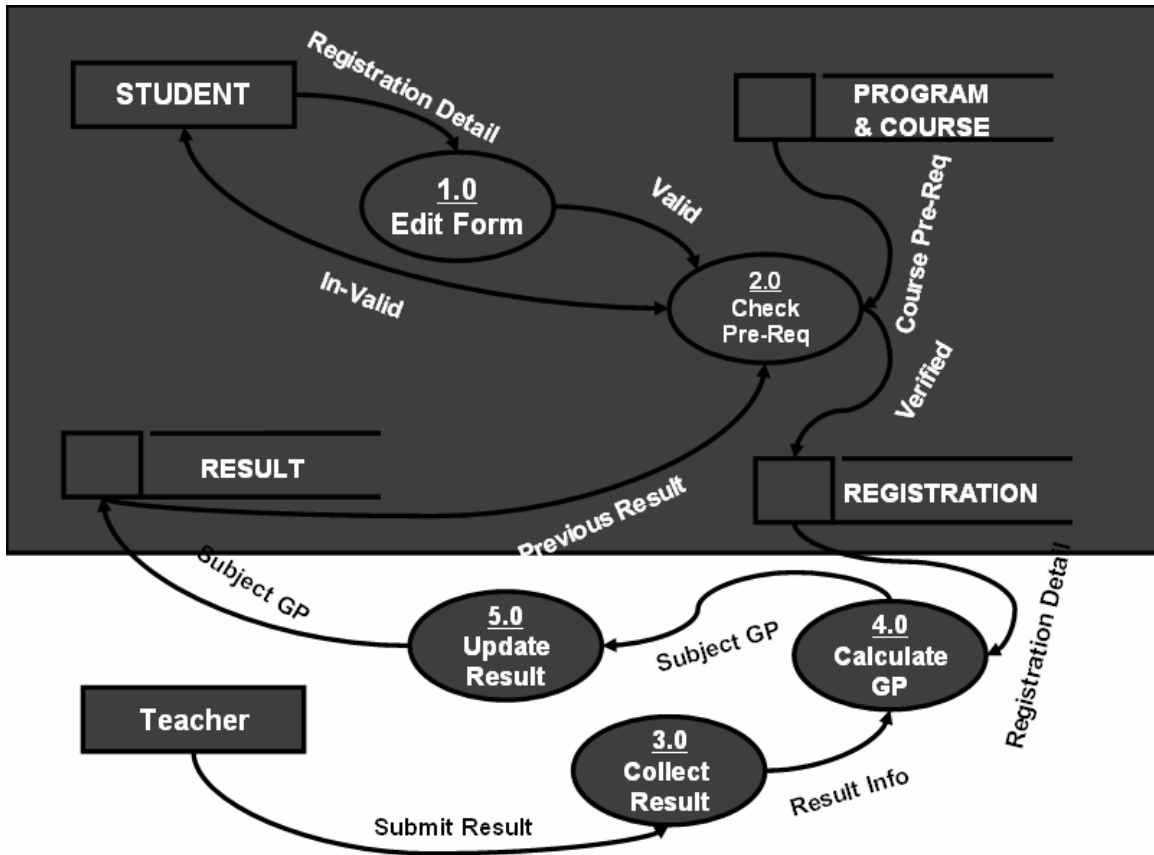 Registration Detail
STUDENT
PROGRAM
& COURSE
1.0
Edit Form
Valid
Course Pre-Req
In-Valid
2.0
Check
Pre-Req
Verified
RESULT
REGISTRATION
Previous Result
Subject GP
Registration Detail
5.0
Update
Result
Subject GP
4.0
Calculate
GP
Teacher
3.0
Collect
Result
Result Info
Submit Result